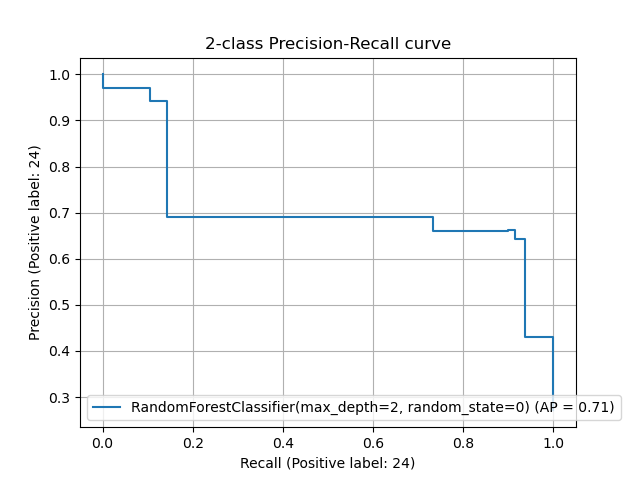 2-class Precision-Recall curve
1.0
0.9
0.8
0.7
0.6
0.5
0.4
0.3
Precision (Positive label: 24)
RandomForestClassifier(max_depth=2, random_state=0) (AP = 0.71)
0.0 0.2 0.4 0.6 0.8 1.0
Recall (Positive label: 24)